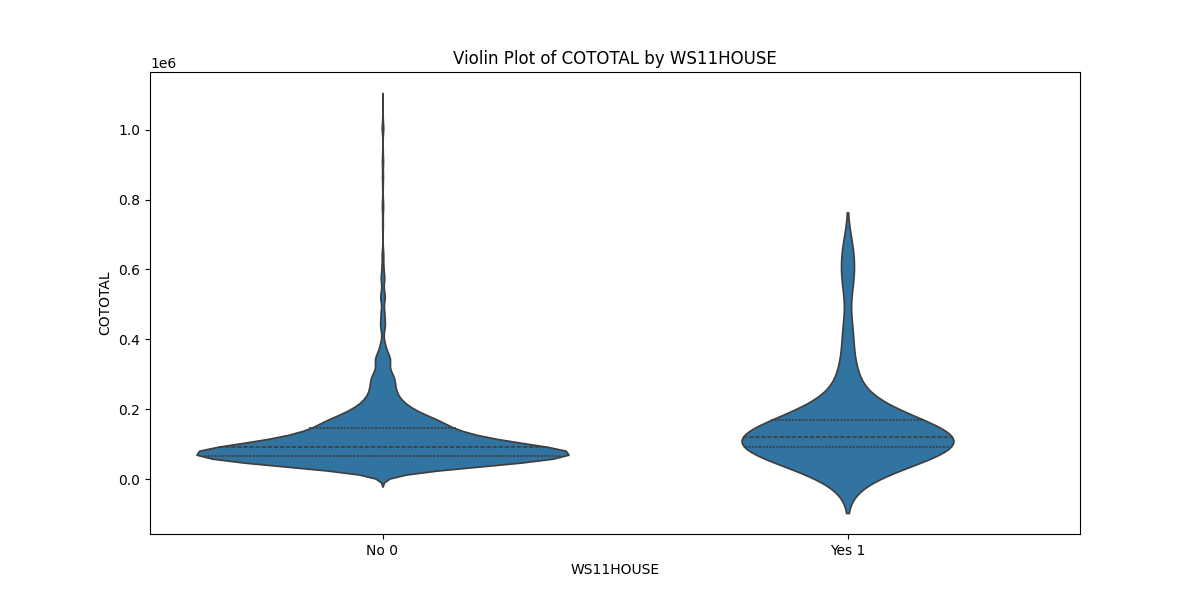 Violin Plot of COTOTAL by WS11HOUSE
1e6
1.0
0.8
0.6
0.4
0.2
0.0
COTOTAL
No 0
Yes 1
WS11HOUSE